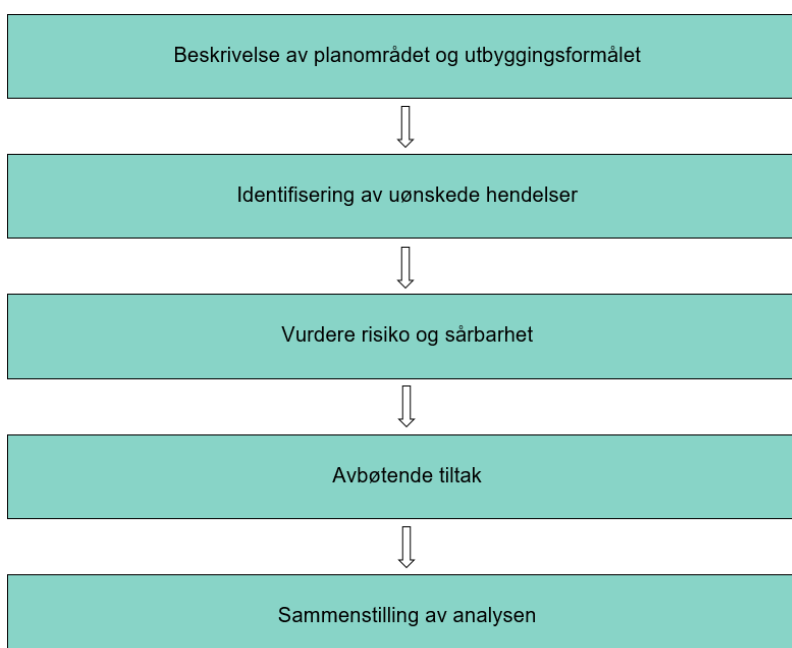 Beskrivelse av planområdet og utbyggingsformålet
Identifisering av uønskede hendelser
Vurdere risiko og sårbarhet
Avbøtende tiltak
Sammenstilling av analysen